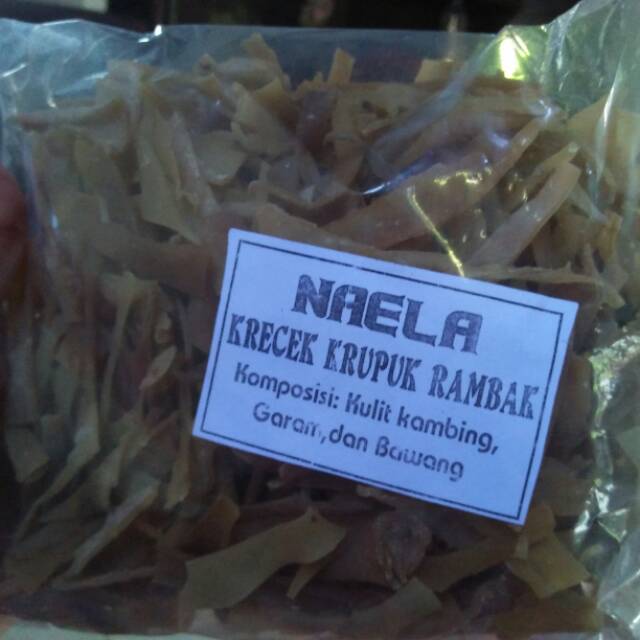 NAELA
KRECEK KRUPUK RAMBAK
Komposisi: Kulit kambing,
Garam,dan Bawang